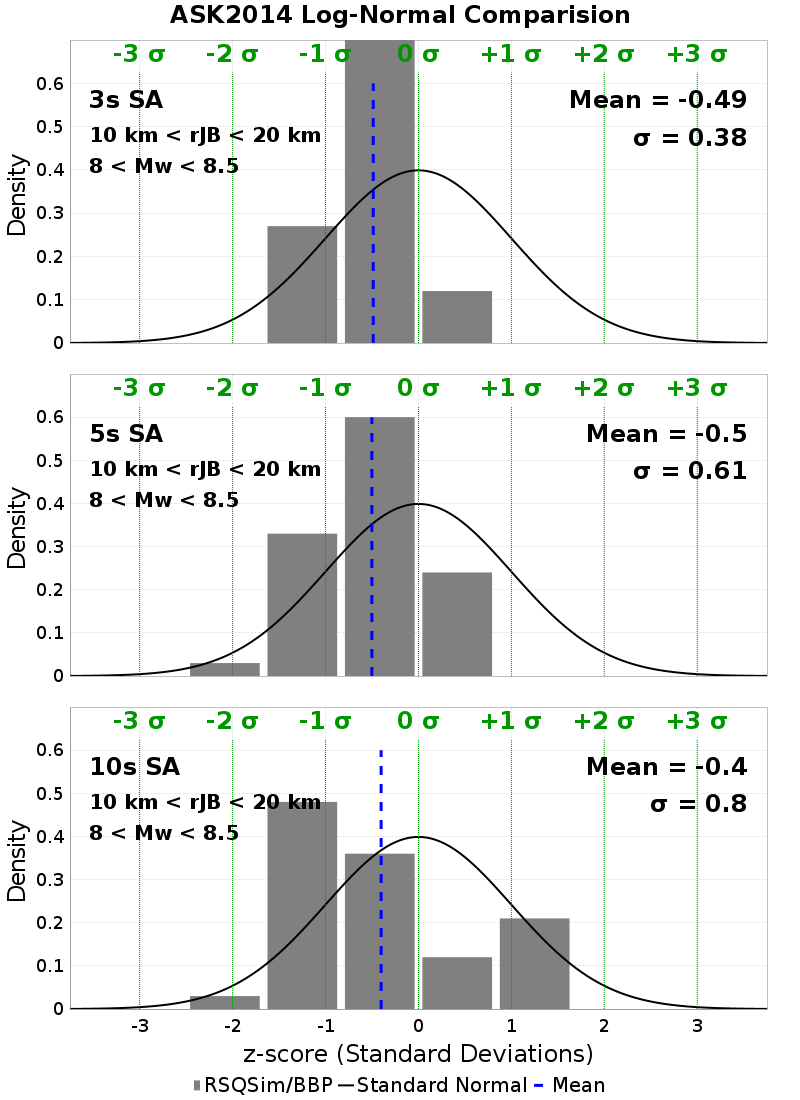 ASK2014 Log-Normal Comparision
-3 σ -2 σ -1 σ 0 σ +1 σ +2 σ +3 σ
3s SA
10 km < rJB < 20 km
8 < Mw < 8.5
Mean = -0.49
σ = 0.38
Density
0.6
0.5
0.4
0.3
0.2
0.1
0
-3 σ -2 σ -1 σ 0 σ +1 σ +2 σ +3 σ
5s SA
10 km < rJB < 20 km
8 < Mw < 8.5
Mean = -0.5
σ = 0.61
Density
0.6
0.5
0.4
0.3
0.2
0.1
0
-3 σ -2 σ -1 σ 0 σ +1 σ +2 σ +3 σ
10s SA
10 km < rJB < 20 km
8 < Mw < 8.5
Mean = -0.4
σ = 0.8
Density
0.6
0.5
0.4
0.3
0.2
0.1
0
-3 -2 -1 0 1 2 3
z-score (Standard Deviations)
RSQSim/BBP Standard Normal Mean